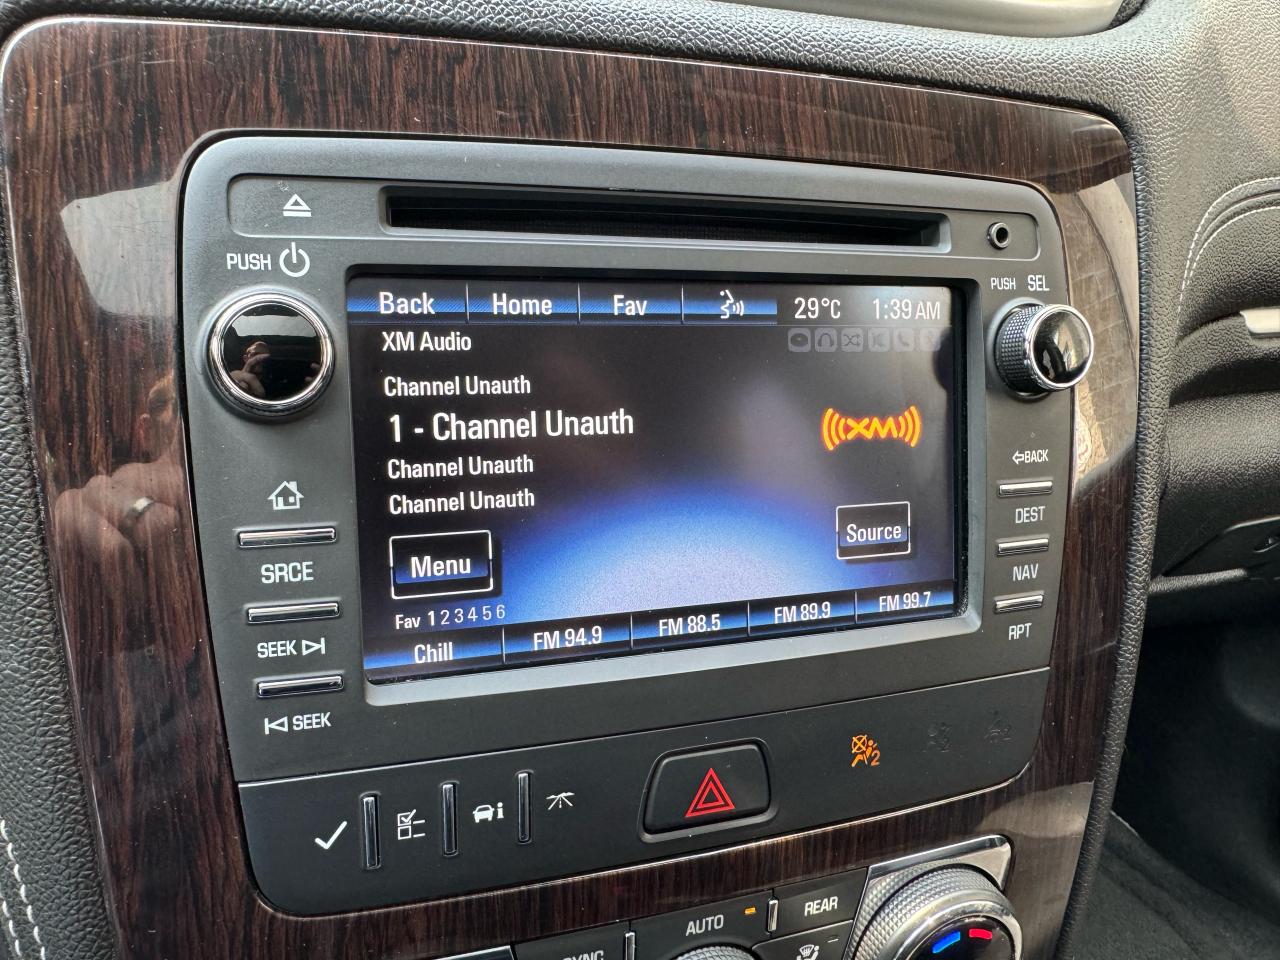 PUSH
PUSH SEL
Back Home Fav 29°C 1:39 AM
XM Audio
Channel Unauth
1 - Channel Unauth
XM
Channel Unauth
Channel Unauth
Menu
Source
Fav 1 2 3 4 5 6
Chill FM 94.9 FM 88.5 FM 89.9 FM 99.7
SRCE
SEEK
SEEK
BACK
DEST
NAV
RPT
2
AUTO
REAR
SYNC